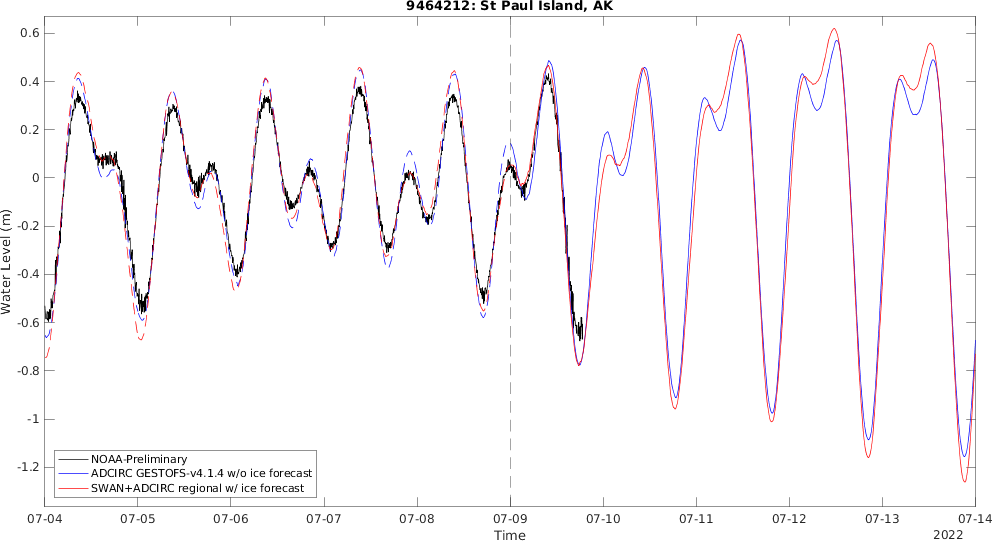 9464212: St Paul Island, AK
0.6
0.4
0.2
0
-0.2
-0.4
-0.6
-0.8
-1
-1.2
Water Level (m)
NOAA-Preliminary
ADCIRC GESTOFS-v4.1.4 w/o ice forecast
SWAN+ADCIRC regional w/ ice forecast
07-04 07-05 07-06 07-07 07-08 07-09 07-10 07-11 07-12 07-13 07-14
Time
2022